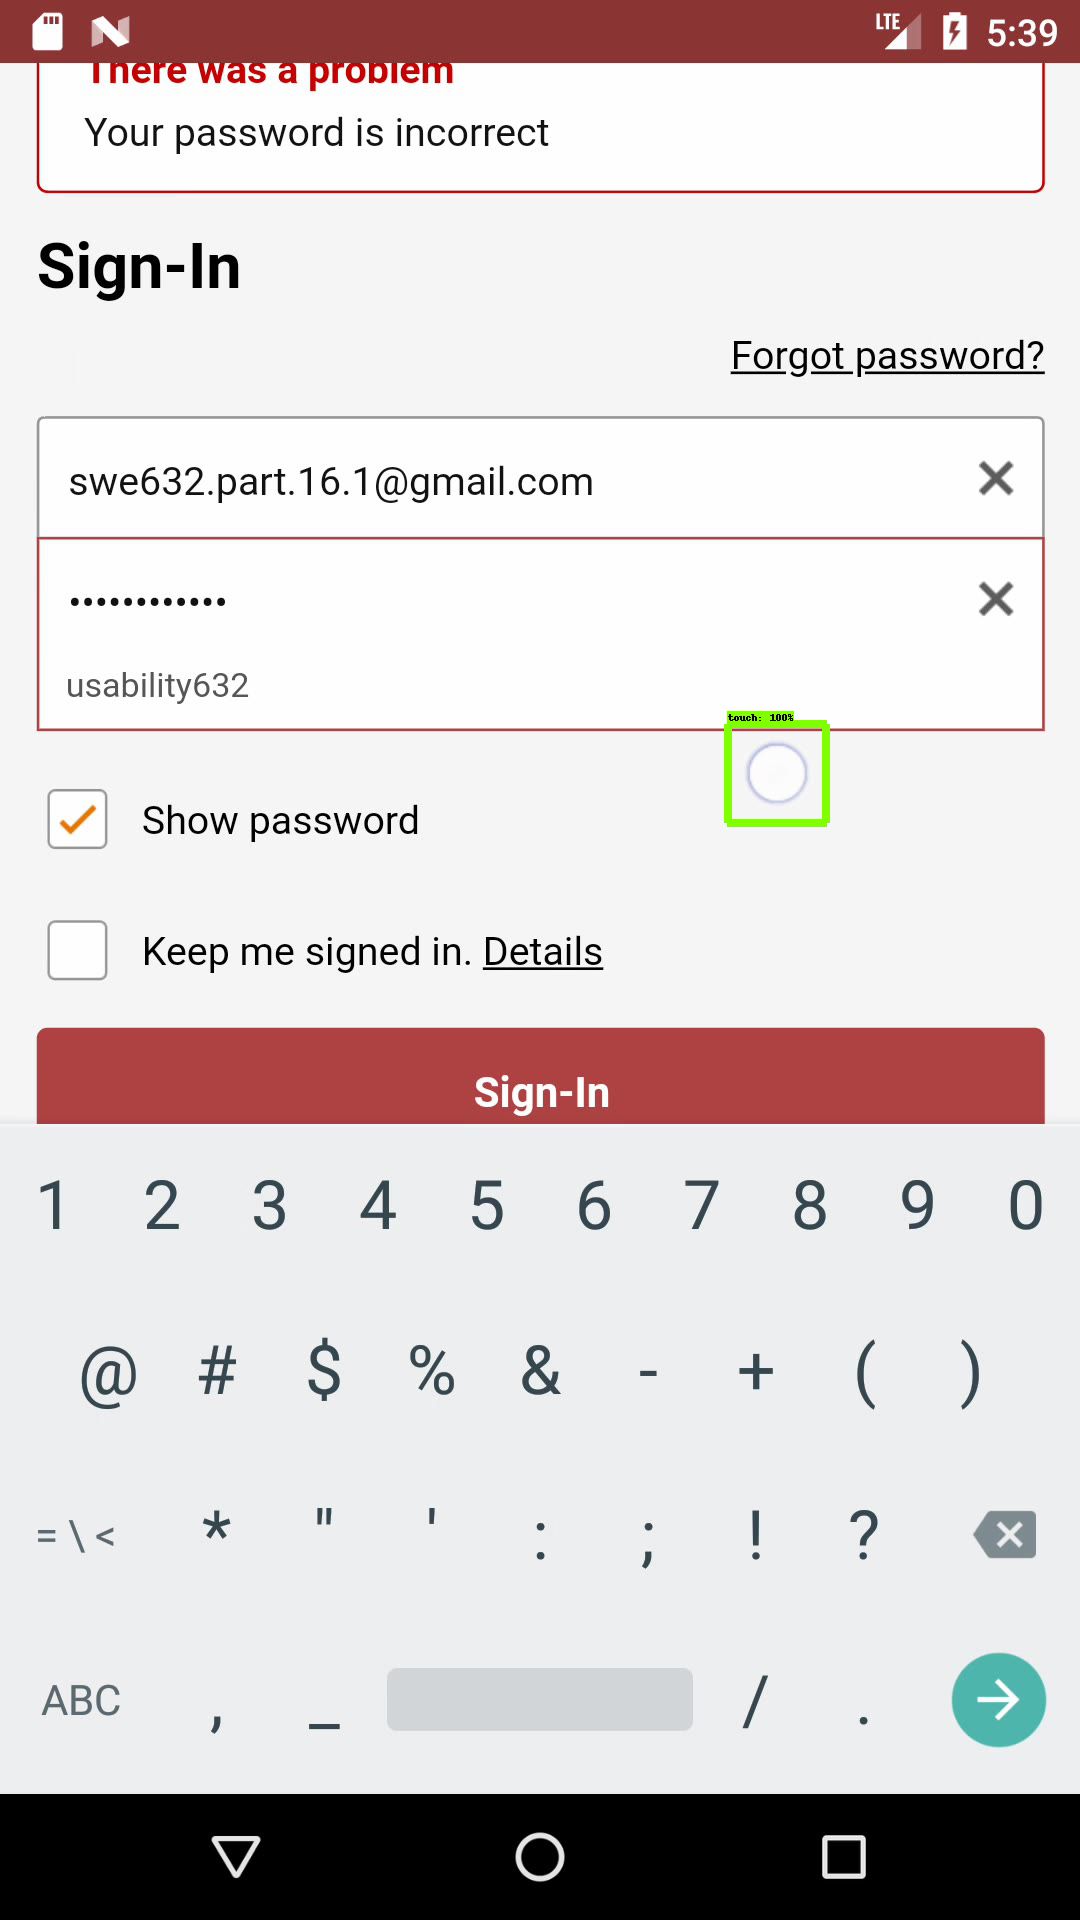 LTE 5:39
There was a problem
Your password is incorrect
Sign-In
Forgot password?
swe632.part.16.1@gmail.com
••••••••••••
usability632
touch: 100%
Show password
Keep me signed in. Details
Sign-In
1 2 3 4 5 6 7 8 9 0
@ # $ % & - + ( )
= \ < * " ' : ; ! ?
ABC , _ / .